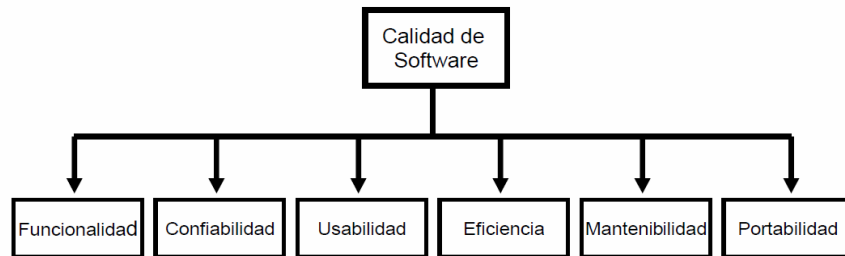 Calidad de
Software
Funcionalidad
Confiabilidad
Usabilidad
Eficiencia
Mantenibilidad
Portabilidad